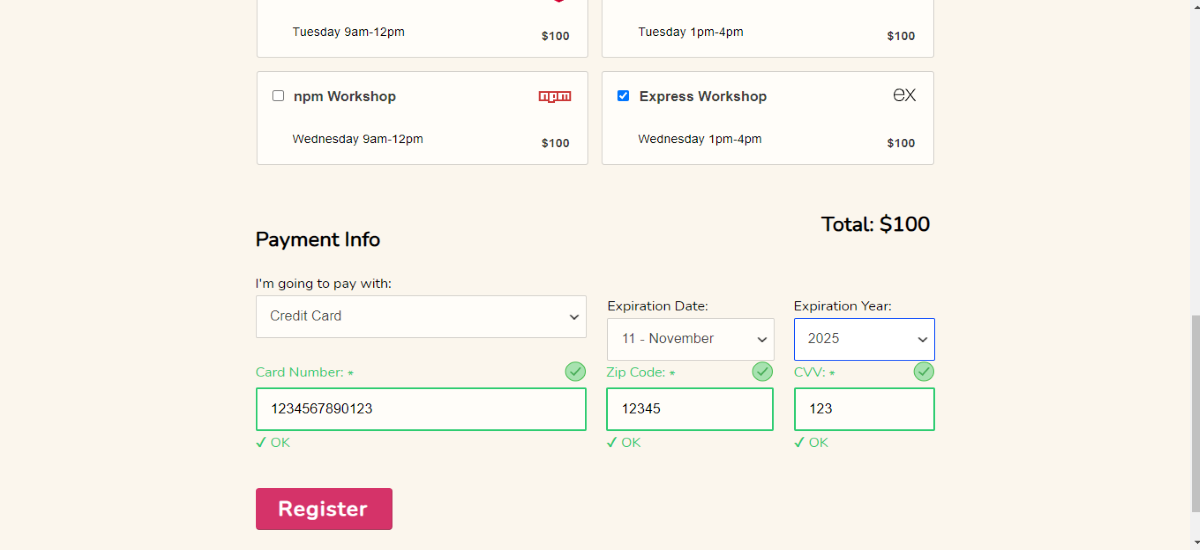 Tuesday 9am-12pm
$100
Tuesday 1pm-4pm
$100
npm Workshop
npm
Wednesday 9am-12pm
$100
Express Workshop
ex
Wednesday 1pm-4pm
$100
Total: $100
Payment Info
I'm going to pay with:
Credit Card
Expiration Date:
11 - November
Expiration Year:
2025
Card Number: *
1234567890123
✓ OK
Zip Code: *
12345
✓ OK
CVV: *
123
✓ OK
Register